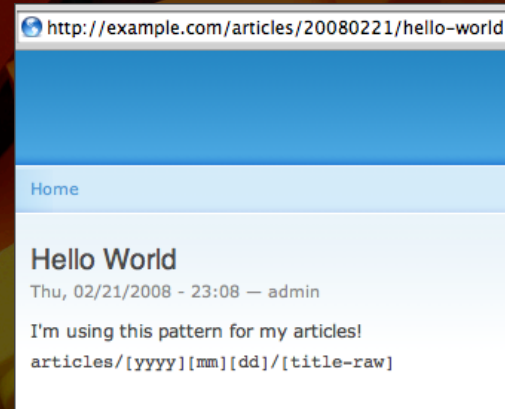 http://example.com/articles/20080221/hello-world
Home
Hello World
Thu, 02/21/2008 - 23:08 — admin
I'm using this pattern for my articles!
articles/[yyyy][mm][dd]/[title-raw]